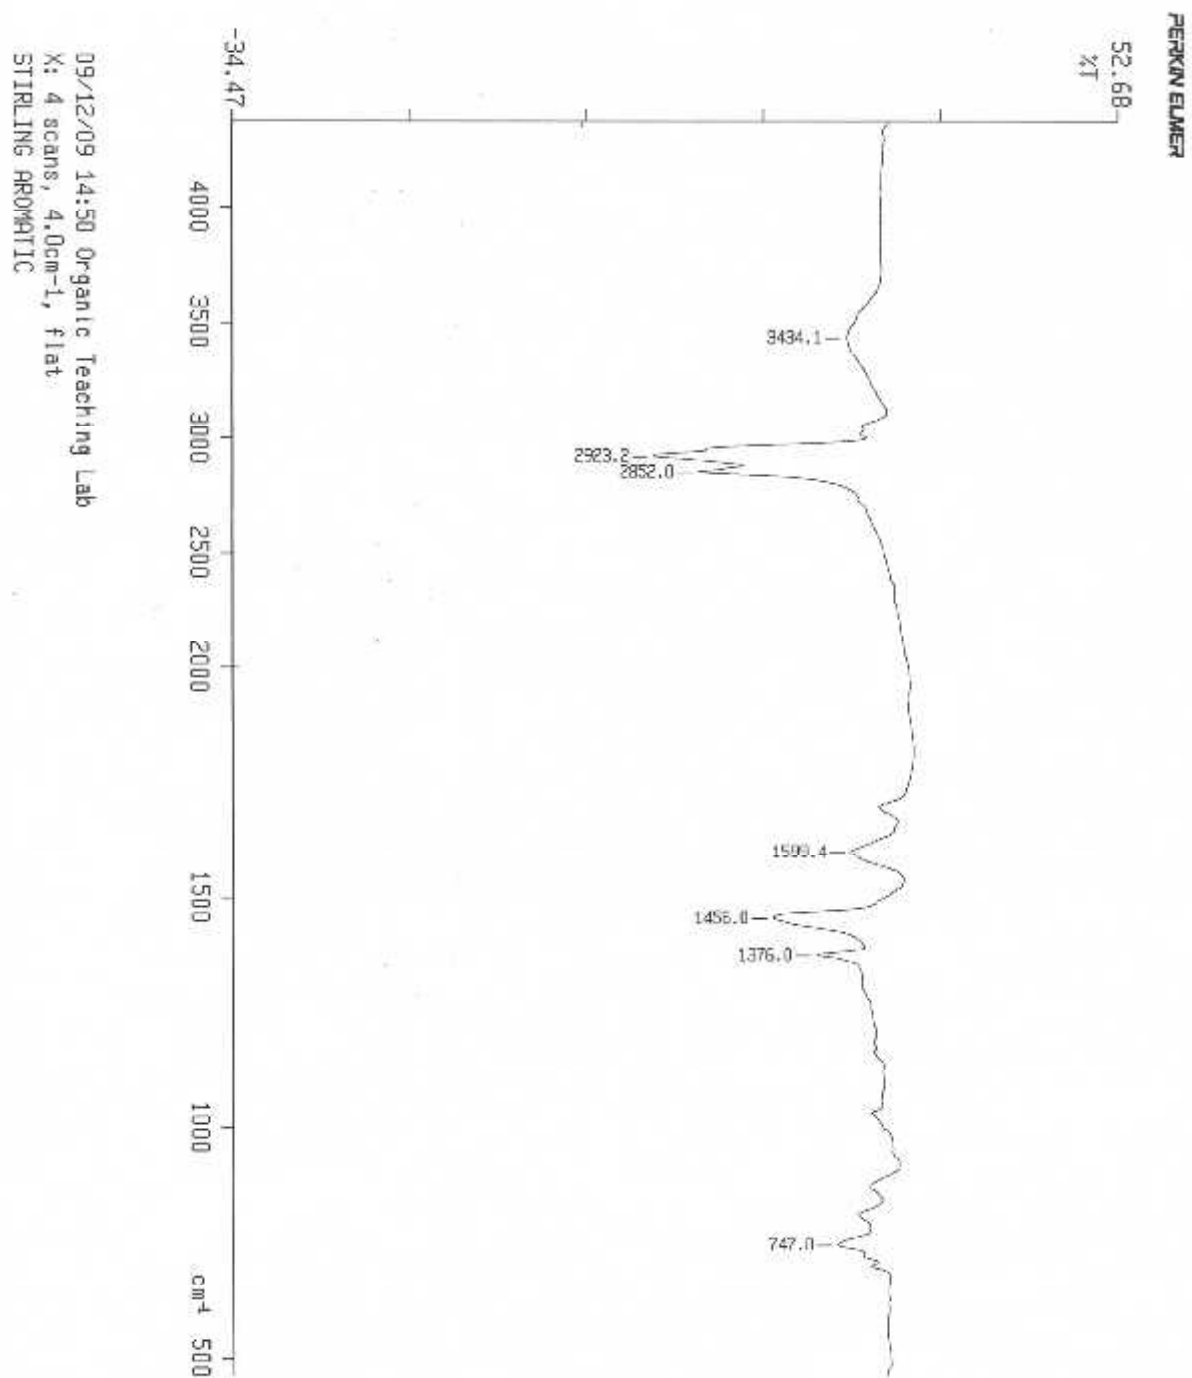 PERKIN ELMER
52.68
%T
-34.47
3434.1
2923.2
2852.0
1599.4
1456.0
1376.0
747.0
4000
3500
3000
2500
2000
1500
1000
cm-1
500
09/12/09 14:50 Organic Teaching Lab
X: 4 scans, 4.0cm-1, flat
STIRLING AROMATIC